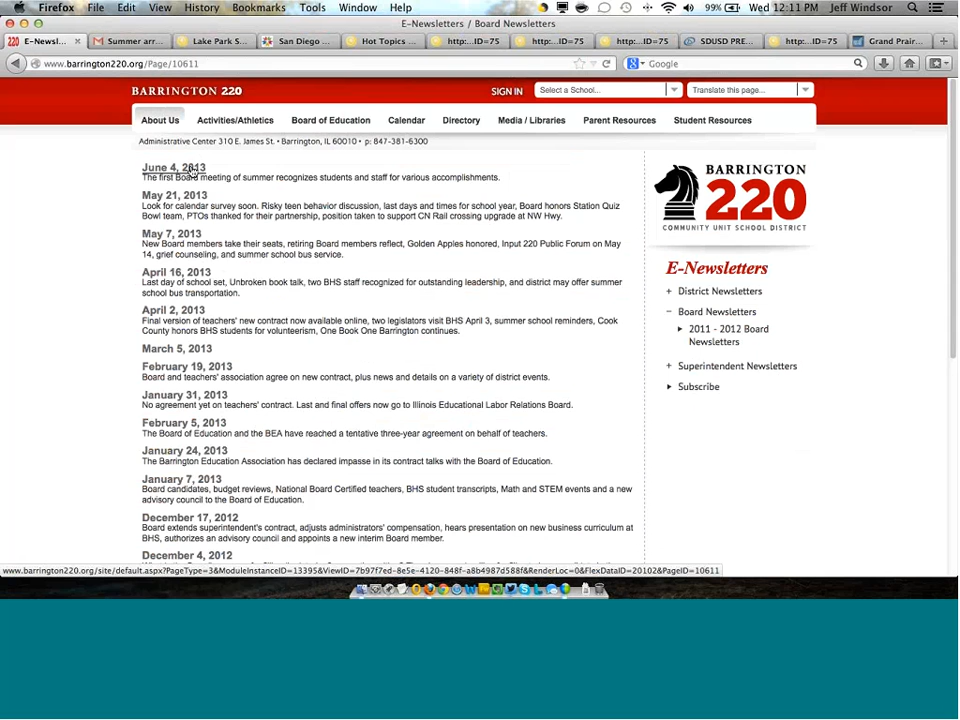 Firefox File Edit View History Bookmarks Tools Window Help 99% Wed 12:11 PM Jeff Windsor
E-Newsletters / Board Newsletters
220 E-Newsl... Summer arr... Lake Park S... San Diego ... Hot Topics ... http:...ID=75 http:...ID=75 http:...ID=75 SDUSD PRE... http:...ID=75 Grand Prair...
www.barrington220.org/Page/10611 Google
BARRINGTON 220 SIGN IN Select a School... Translate this page...
About Us Activities/Athletics Board of Education Calendar Directory Media / Libraries Parent Resources Student Resources
Administrative Center 310 E. James St. • Barrington, IL 60010 • p: 847-381-6300
June 4, 2013
The first Board meeting of summer recognizes students and staff for various accomplishments.
May 21, 2013
Look for calendar survey soon. Risky teen behavior discussion, last days and times for school year, Board honors Station Quiz
Bowl team, PTOs thanked for their partnership, position taken to support CN Rail crossing upgrade at NW Hwy.
May 7, 2013
New Board members take their seats, retiring Board members reflect, Golden Apples honored, Input 220 Public Forum on May
14, grief counseling, and summer school bus service.
April 16, 2013
Last day of school set, Unbroken book talk, two BHS staff recognized for outstanding leadership, and district may offer summer
school bus transportation.
April 2, 2013
Final version of teachers' new contract now available online, two legislators visit BHS April 3, summer school reminders, Cook
County honors BHS students for volunteerism, One Book One Barrington continues.
March 5, 2013
February 19, 2013
Board and teachers' association agree on new contract, plus news and details on a variety of district events.
January 31, 2013
No agreement yet on teachers' contract. Last and final offers now go to Illinois Educational Labor Relations Board.
February 5, 2013
The Board of Education and the BEA have reached a tentative three-year agreement on behalf of teachers.
January 24, 2013
The Barrington Education Association has declared impasse in its contract talks with the Board of Education.
January 7, 2013
Board candidates, budget reviews, National Board Certified teachers, BHS student transcripts, Math and STEM events and a new
advisory council to the Board of Education.
December 17, 2012
Board extends superintendent's contract, adjusts administrators' compensation, hears presentation on new business curriculum at
BHS, authorizes an advisory council and appoints a new interim Board member.
December 4, 2012
BARRINGTON
220
COMMUNITY UNIT SCHOOL DISTRICT
E-Newsletters
District Newsletters
Board Newsletters
2011 - 2012 Board
Newsletters
Superintendent Newsletters
Subscribe
www.barrington220.org/site/default.aspx?PageType=3&ModuleInstanceID=13395&ViewID=7b97f7ed-8e5e-4120-848f-a8b4987d588f&RenderLoc=0&FlexDataID=20102&PageID=10611